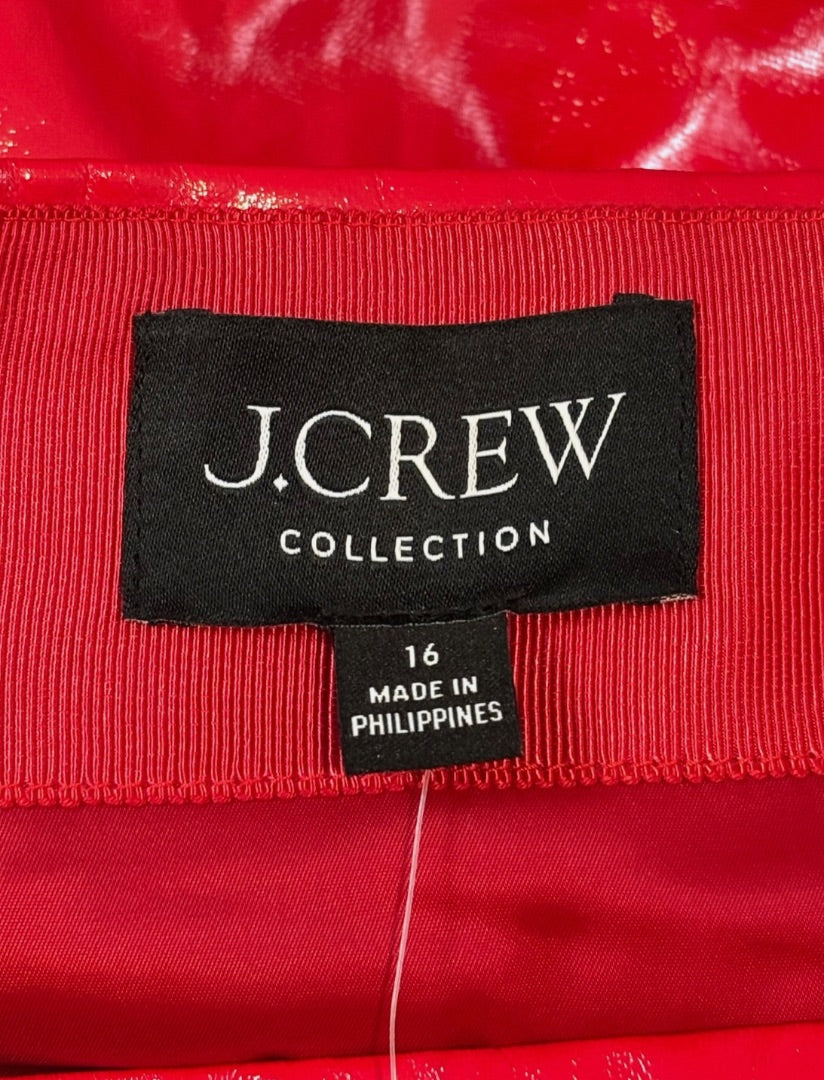 J.CREW
COLLECTION
16
MADE IN
PHILIPPINES